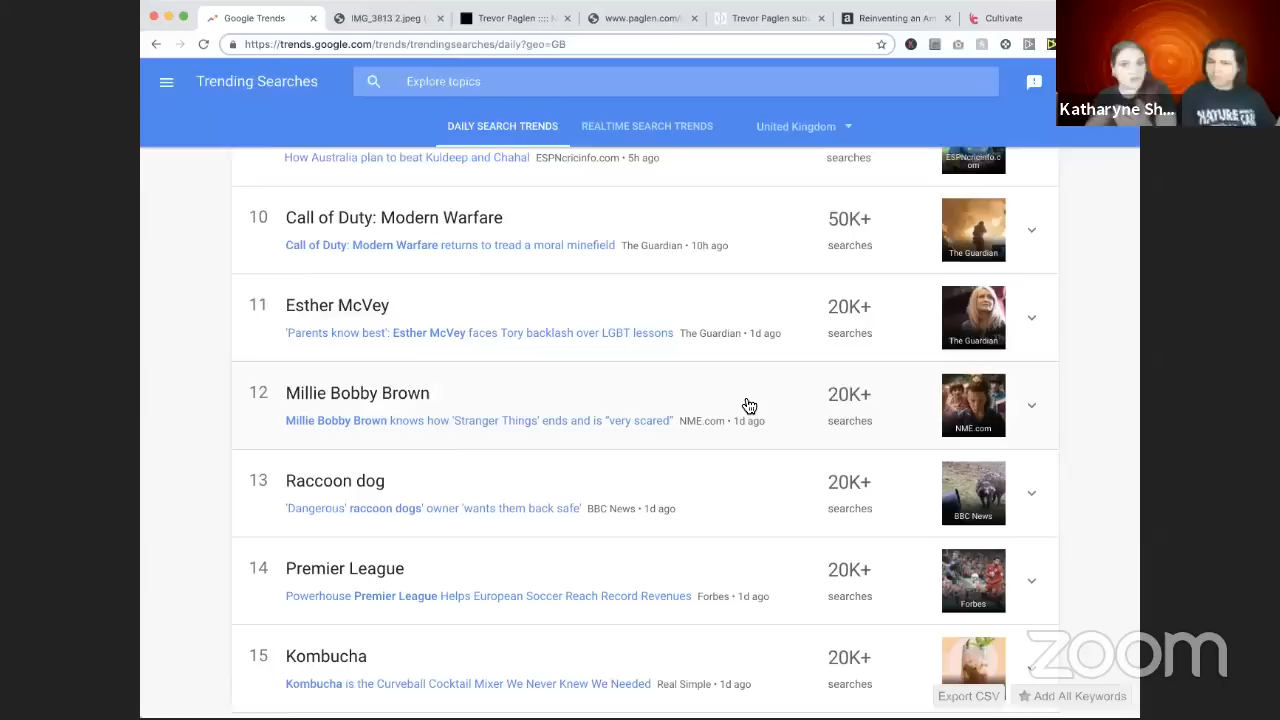 Google Trends
IMG_3813 2.jpeg (
Trevor Paglen :::: N
www.paglen.com/
Trevor Paglen sub
Reinventing an Am
Cultivate
https://trends.google.com/trends/trendingsearches/daily?geo=GB
Katharyne Sh...
Trending Searches
Explore topics
DAILY SEARCH TRENDS
REALTIME SEARCH TRENDS
United Kingdom
How Australia plan to beat Kuldeep and Chahal ESPNcricinfo.com • 5h ago
searches
ESPNcricinfo.c
om
10
Call of Duty: Modern Warfare
50K+
Call of Duty: Modern Warfare returns to tread a moral minefield The Guardian • 10h ago
searches
The Guardian
11
Esther McVey
20K+
'Parents know best': Esther McVey faces Tory backlash over LGBT lessons The Guardian • 1d ago
searches
The Guardian
12
Millie Bobby Brown
20K+
Millie Bobby Brown knows how 'Stranger Things' ends and is "very scared" NME.com • 1d ago
searches
NME.com
13
Raccoon dog
20K+
'Dangerous' raccoon dogs' owner 'wants them back safe' BBC News • 1d ago
searches
BBC News
14
Premier League
20K+
Powerhouse Premier League Helps European Soccer Reach Record Revenues Forbes • 1d ago
searches
Forbes
15
Kombucha
20K+
Kombucha is the Curveball Cocktail Mixer We Never Knew We Needed Real Simple • 1d ago
searches
Export CSV
Add All Keywords
zoom